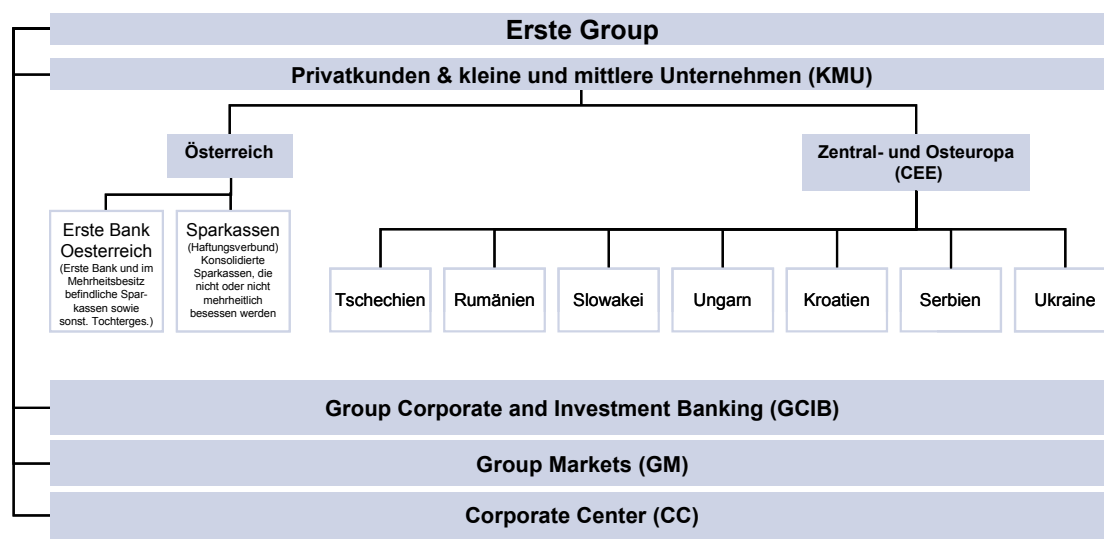 Erste Group
Privatkunden & kleine und mittlere Unternehmen (KMU)
Österreich
Zentral- und Osteuropa
(CEE)
Erste Bank
Oesterreich
(Erste Bank und im
Mehrheitsbesitz
befindliche Spar-
kassen sowie
sonst. Tochterges.)
Sparkassen
(Haftungsverbund)
Konsolidierte
Sparkassen, die
nicht oder nicht
mehrheitlich
besessen werden
Tschechien
Rumänien
Slowakei
Ungarn
Kroatien
Serbien
Ukraine
Group Corporate and Investment Banking (GCIB)
Group Markets (GM)
Corporate Center (CC)